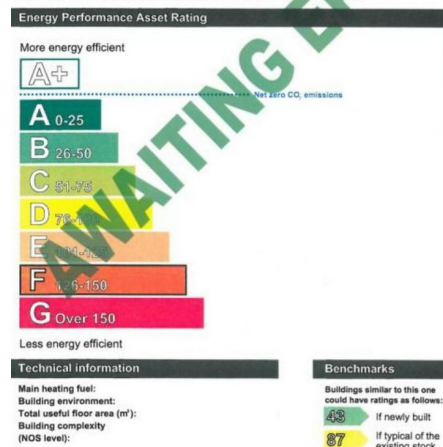 Energy Performance Asset Rating
More energy efficient
A+
Net zero CO₂ emissions
A 0-25
B 26-50
C 51-75
D 76-100
E 101-125
F 126-150
G Over 150
Less energy efficient
AWAITING E
Technical information
Main heating fuel:
Building environment:
Total useful floor area (m²):
Building complexity
(NOS level):
Benchmarks
Buildings similar to this one
could have ratings as follows:
43 If newly built
87 If typical of the
existing stock